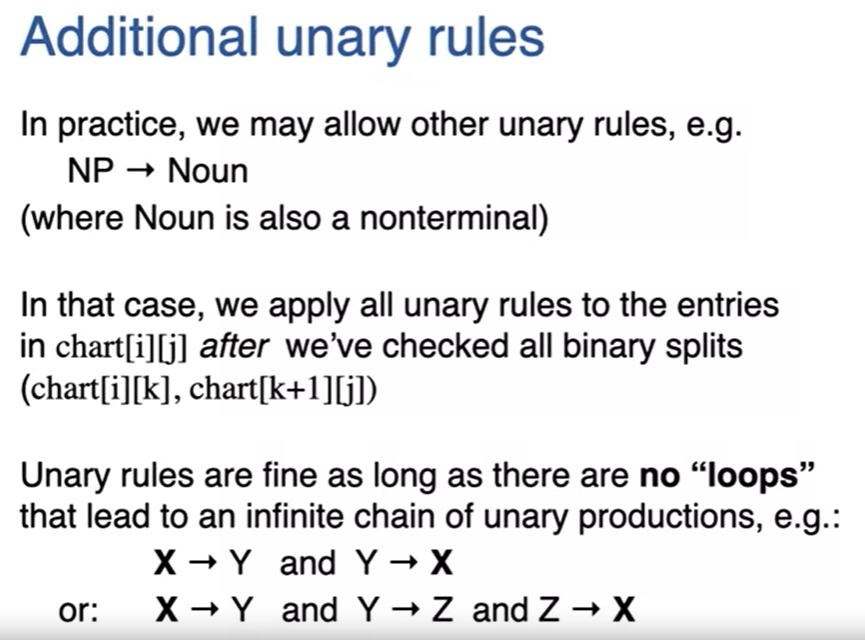 Additional unary rules
In practice, we may allow other unary rules, e.g.
NP → Noun
(where Noun is also a nonterminal)
In that case, we apply all unary rules to the entries
in chart[i][j] after we’ve checked all binary splits
(chart[i][k], chart[k+1][j])
Unary rules are fine as long as there are no “loops”
that lead to an infinite chain of unary productions, e.g.:
X → Y and Y → X
or: X → Y and Y → Z and Z → X